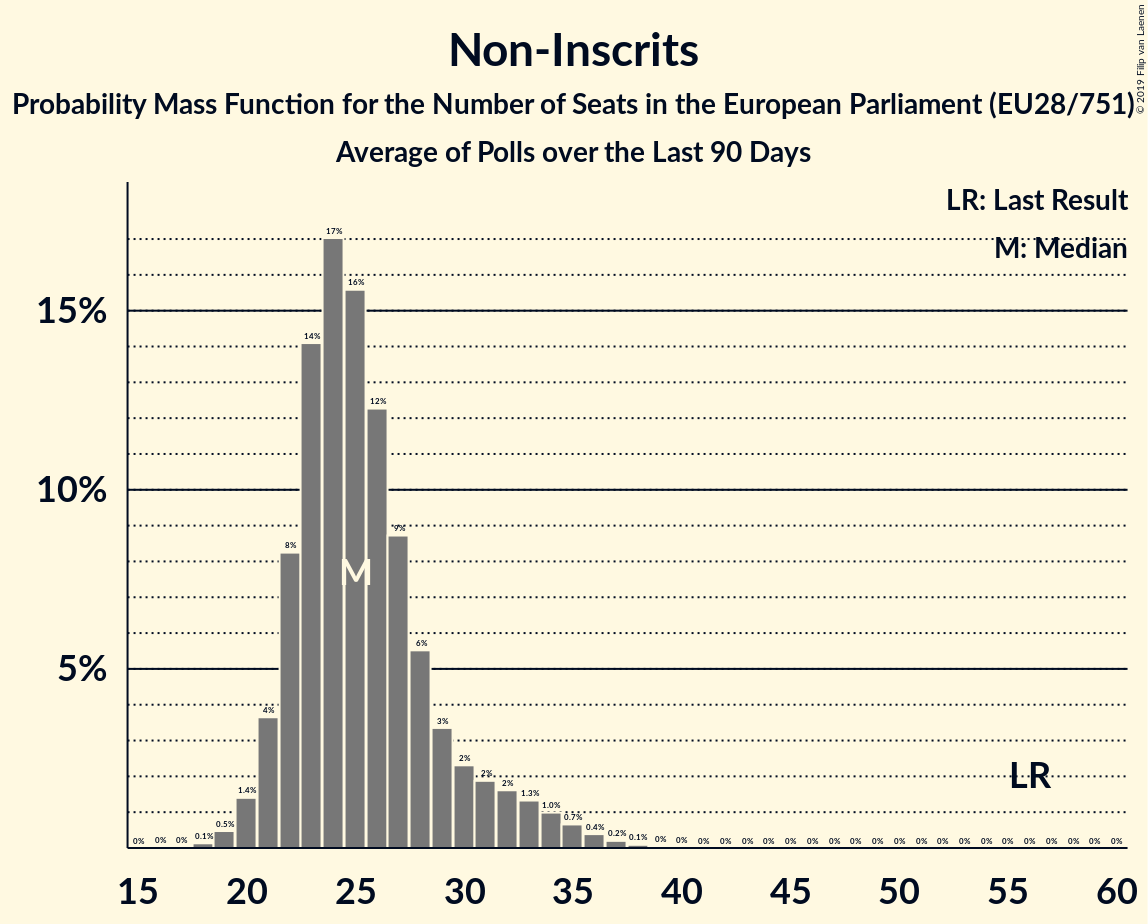 Non-Inscrits
Probability Mass Function for the Number of Seats in the European Parliament (EU28/751)
Average of Polls over the Last 90 Days
© 2019 Filip van Laenen
LR: Last Result
M: Median
15%
10%
5%
0% 0% 0% 0.1% 0.5% 1.4% 4% 8% 14% 17% 16% 12% 9% 6% 3% 2% 2% 2% 1.3% 1.0% 0.7% 0.4% 0.2% 0.1% 0% 0% 0% 0% 0% 0% 0% 0% 0% 0% 0% 0% 0% 0% 0% 0% 0% 0% 0% 0% 0% 0%
M
LR
15 20 25 30 35 40 45 50 55 60